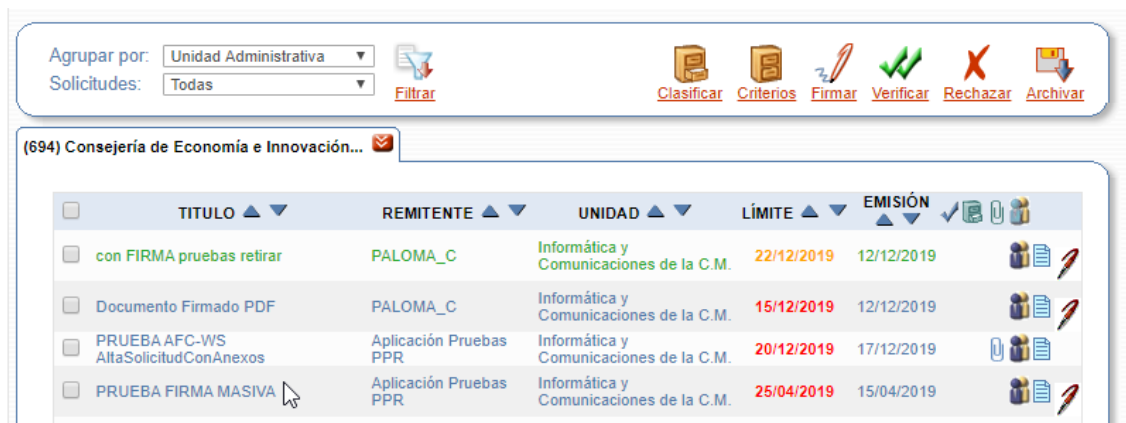 Agrupar por: Unidad Administrativa
Solicitudes: Todas
Filtrar
Clasificar Criterios Firmar Verificar Rechazar Archivar
(694) Consejería de Economía e Innovación...
TITULO REMITENTE UNIDAD LÍMITE EMISIÓN
con FIRMA pruebas retirar PALOMA_C Informática y
Comunicaciones de la C.M. 22/12/2019 12/12/2019
Documento Firmado PDF PALOMA_C Informática y
Comunicaciones de la C.M. 15/12/2019 12/12/2019
PRUEBA AFC-WS Aplicación Pruebas Informática y
AltaSolicitudConAnexos PPR Comunicaciones de la C.M. 20/12/2019 17/12/2019
PRUEBA FIRMA MASIVA Aplicación Pruebas Informática y
PPR Comunicaciones de la C.M. 25/04/2019 15/04/2019